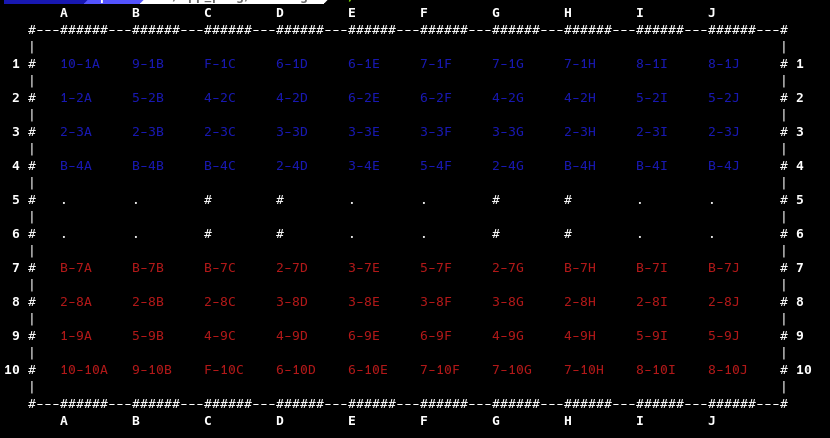 A B C D E F G H I J
#---######---######---######---######---######---######---######---######---######---######---#
| |
1 # 10-1A 9-1B F-1C 6-1D 6-1E 7-1F 7-1G 7-1H 8-1I 8-1J # 1
| |
2 # 1-2A 5-2B 4-2C 4-2D 6-2E 6-2F 4-2G 4-2H 5-2I 5-2J # 2
| |
3 # 2-3A 2-3B 2-3C 3-3D 3-3E 3-3F 3-3G 2-3H 2-3I 2-3J # 3
| |
4 # B-4A B-4B B-4C 2-4D 3-4E 5-4F 2-4G B-4H B-4I B-4J # 4
| |
5 # . . # # . . # # . . # 5
| |
6 # . . # # . . # # . . # 6
| |
7 # B-7A B-7B B-7C 2-7D 3-7E 5-7F 2-7G B-7H B-7I B-7J # 7
| |
8 # 2-8A 2-8B 2-8C 3-8D 3-8E 3-8F 3-8G 2-8H 2-8I 2-8J # 8
| |
9 # 1-9A 5-9B 4-9C 4-9D 6-9E 6-9F 4-9G 4-9H 5-9I 5-9J # 9
| |
10 # 10-10A 9-10B F-10C 6-10D 6-10E 7-10F 7-10G 7-10H 8-10I 8-10J # 10
| |
#---######---######---######---######---######---######---######---######---######---######---#
A B C D E F G H I J